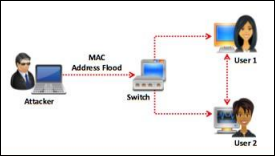 MAC
Address Flood
User 1
Switch
Attacker
User 2